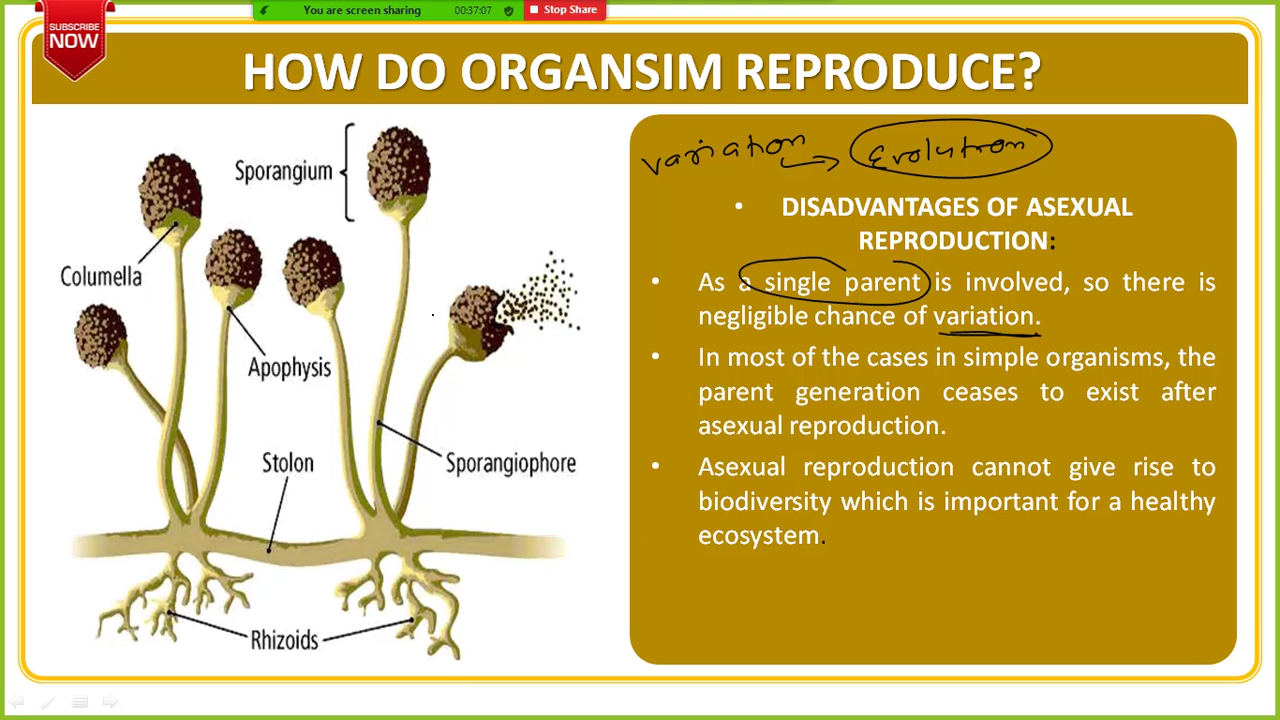 You are screen sharing
00:37:07
Stop Share
SUBSCRIBE
NOW
HOW DO ORGANSIM REPRODUCE?
Sporangium
Columella
Apophysis
Stolon
Sporangiophore
Rhizoids
variation → Evolution
• DISADVANTAGES OF ASEXUAL
REPRODUCTION:
• As a single parent is involved, so there is
negligible chance of variation.
• In most of the cases in simple organisms, the
parent generation ceases to exist after
asexual reproduction.
• Asexual reproduction cannot give rise to
biodiversity which is important for a healthy
ecosystem.